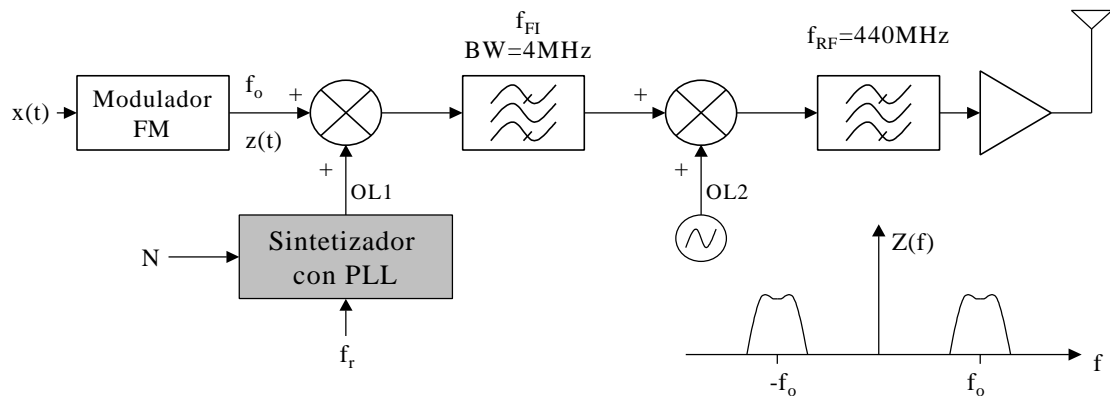 f_FI
BW=4MHz
f_RF=440MHz
x(t)
Modulador
FM
f_o
z(t)
+
+
OL1
+
+
OL2
N
Sintetizador
con PLL
f_r
Z(f)
-f_o
f_o
f